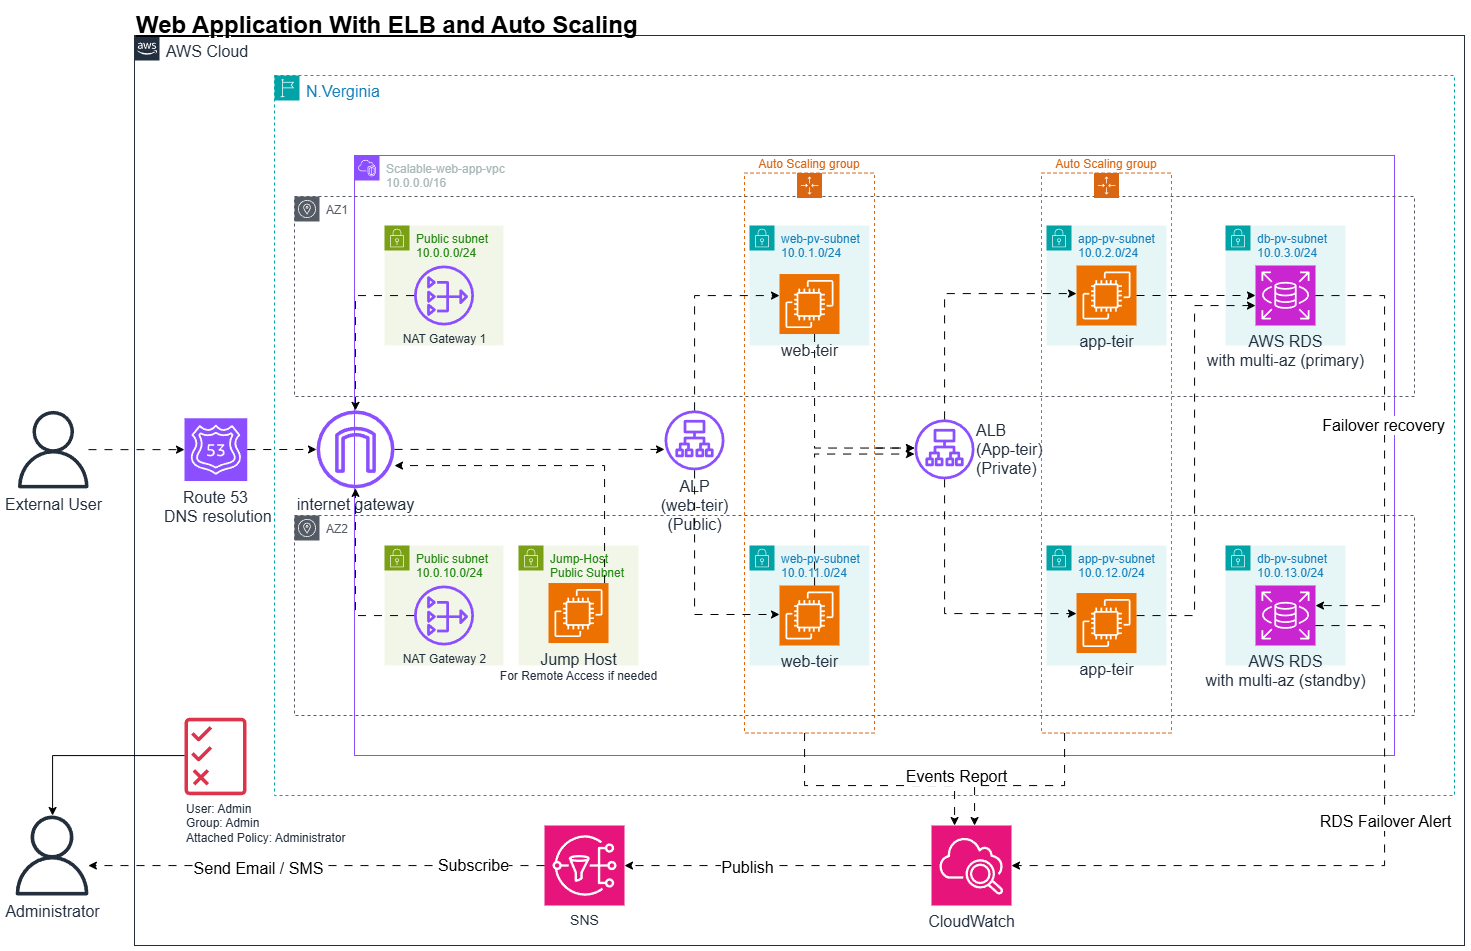 Web Application With ELB and Auto Scaling
aws
AWS Cloud
N.Verginia
Scalable-web-app-vpc
10.0.0.0/16
Auto Scaling group
Auto Scaling group
AZ1
Public subnet
10.0.0.0/24
NAT Gateway 1
web-pv-subnet
10.0.1.0/24
web-teir
app-pv-subnet
10.0.2.0/24
app-teir
db-pv-subnet
10.0.3.0/24
AWS RDS
with multi-az (primary)
External User
53
Route 53
DNS resolution
internet gateway
ALP
(web-teir)
(Public)
ALB
(App-teir)
(Private)
Failover recovery
AZ2
Public subnet
10.0.10.0/24
NAT Gateway 2
Jump-Host
Public Subnet
Jump Host
For Remote Access if needed
web-pv-subnet
10.0.11.0/24
web-teir
app-pv-subnet
10.0.12.0/24
app-teir
db-pv-subnet
10.0.13.0/24
AWS RDS
with multi-az (standby)
Events Report
User: Admin
Group: Admin
Attached Policy: Administrator
RDS Failover Alert
Administrator
Send Email / SMS
Subscribe
SNS
Publish
CloudWatch